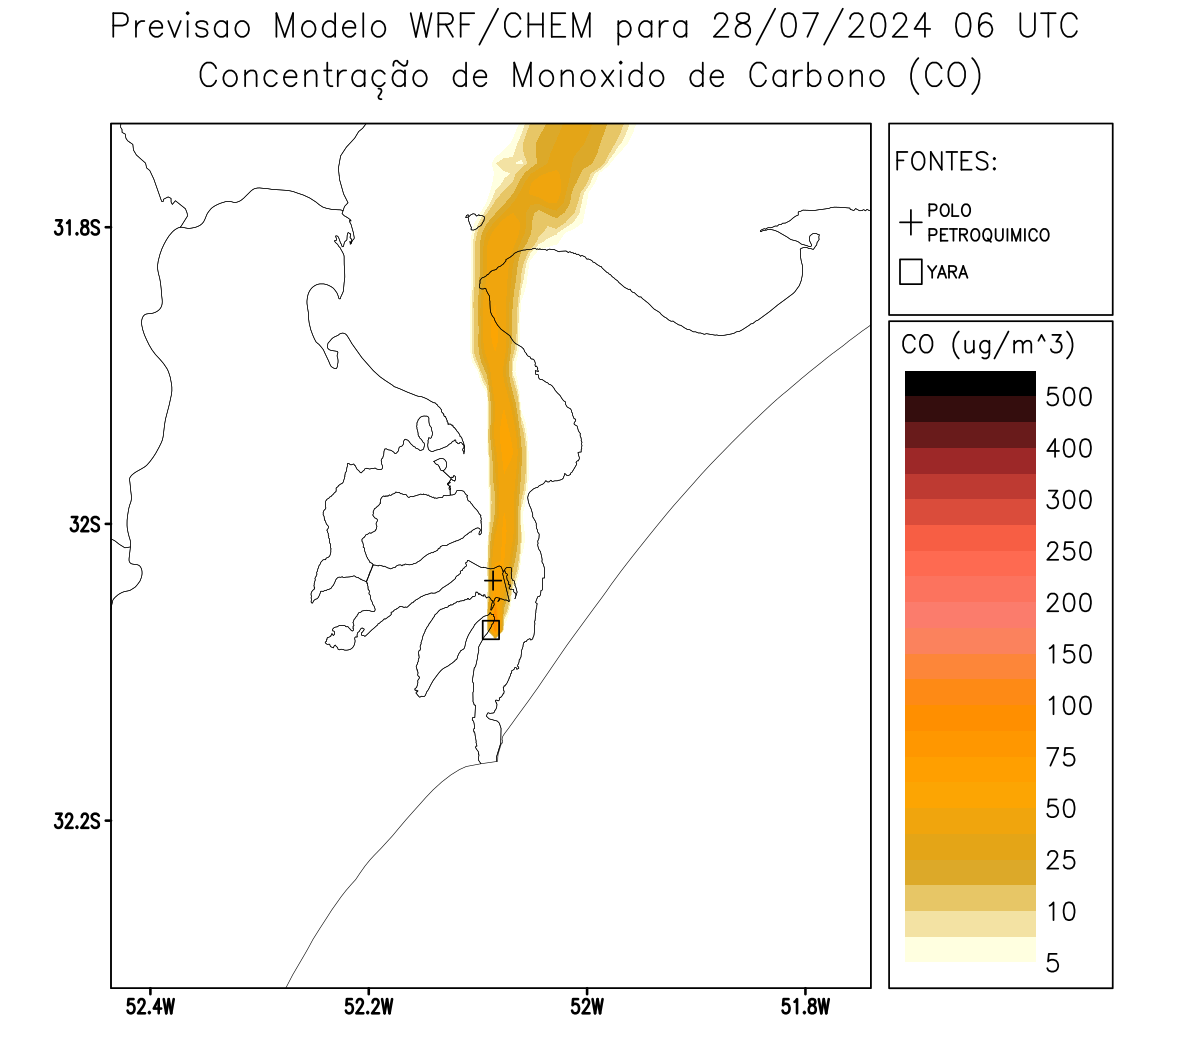 Previsao Modelo WRF/CHEM para 28/07/2024 06 UTC
Concentração de Monoxido de Carbono (CO)
FONTES:
POLO
PETROQUIMICO
YARA
CO (ug/m^3)
500
400
300
250
200
150
100
75
50
25
10
5
31.8S
32S
32.2S
52.4W
52.2W
52W
51.8W